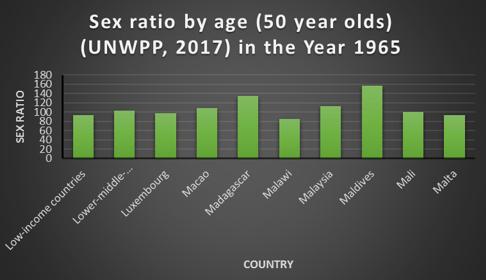 Sex ratio by age (50 year olds)
(UNWPP, 2017) in the Year 1965
SEX RATIO
180
160
140
120
100
80
60
40
20
0
Low-income countries
Lower-middle-...
Luxembourg
Macao
Madagascar
Malawi
Malaysia
Maldives
Mali
Malta
COUNTRY